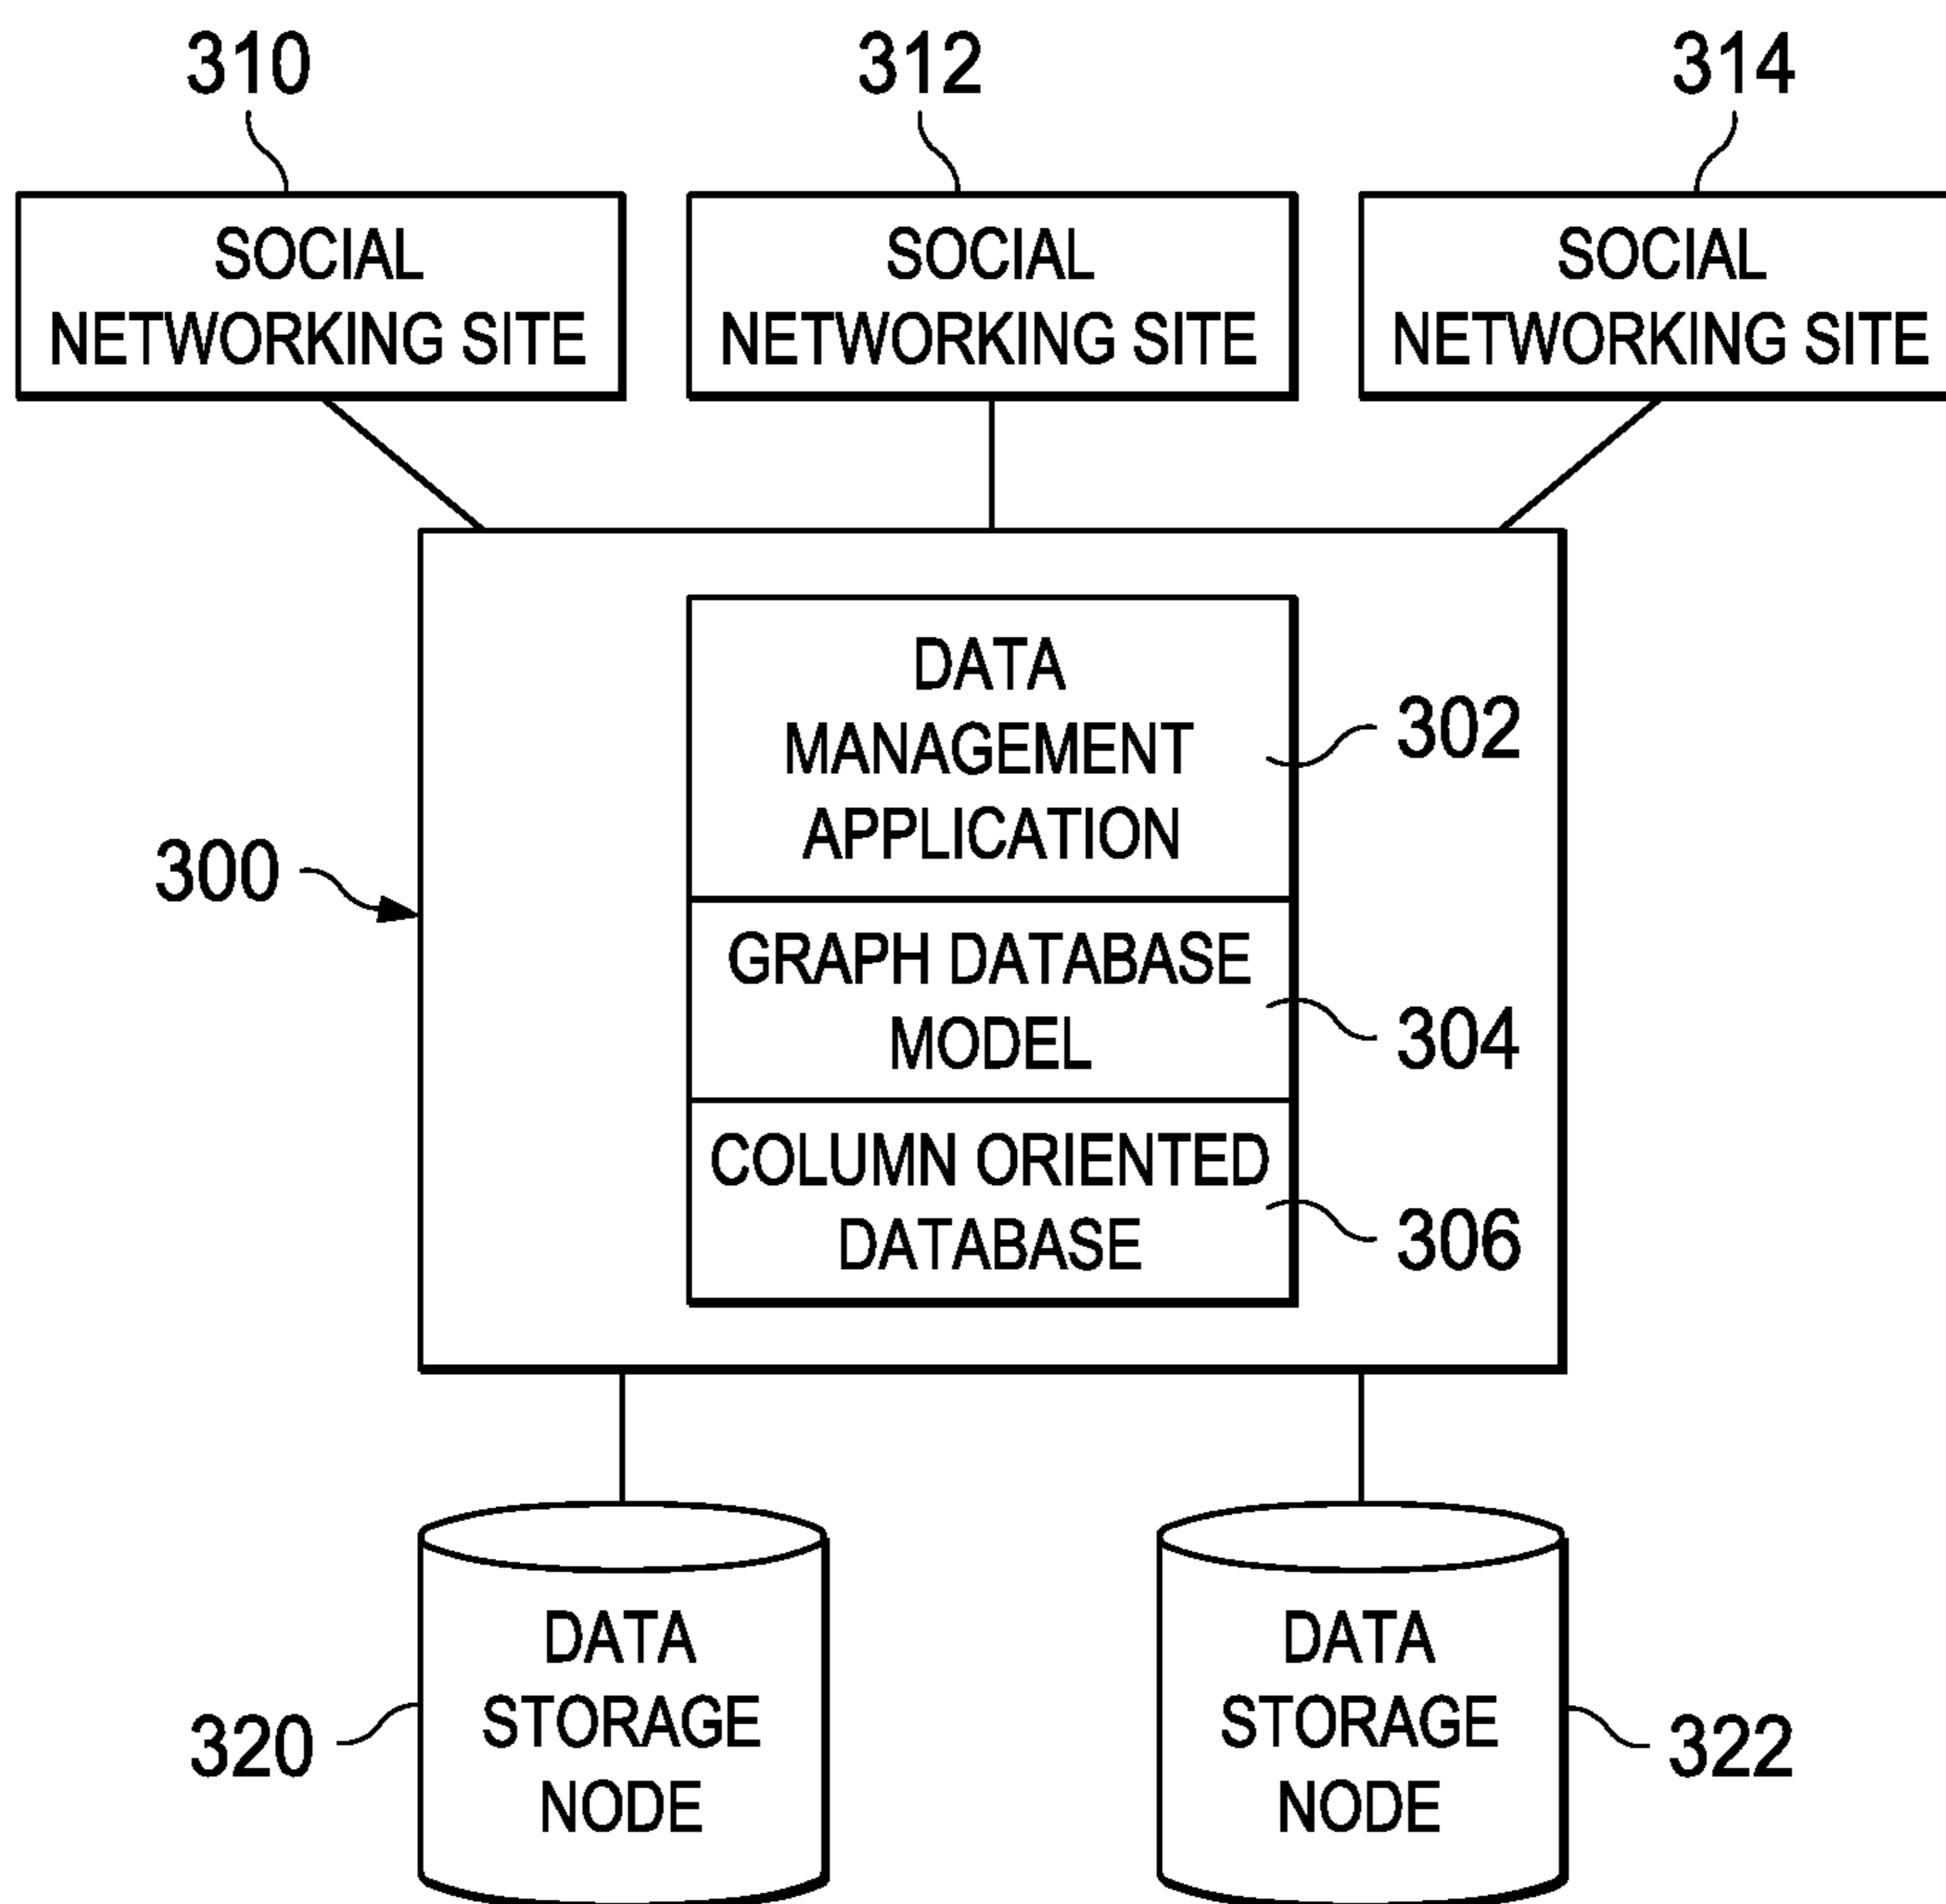 310 312 314
SOCIAL SOCIAL SOCIAL
NETWORKING SITE NETWORKING SITE NETWORKING SITE
DATA
MANAGEMENT 302
APPLICATION
300
GRAPH DATABASE
MODEL 304
COLUMN ORIENTED
DATABASE 306
DATA DATA
STORAGE STORAGE
320 322
NODE NODE